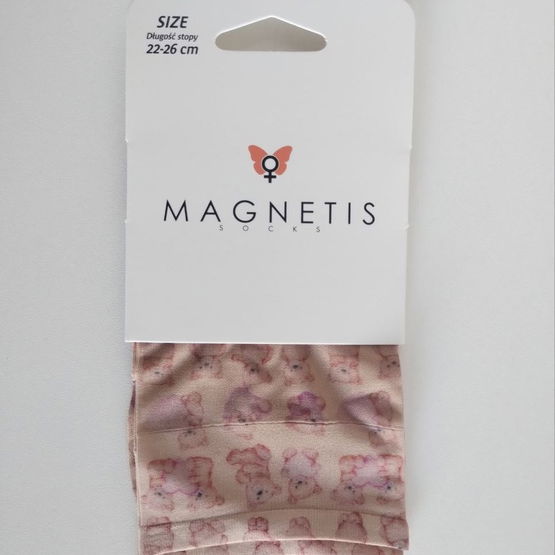 SIZE
Długość stopy
22-26 cm
MAGNETIS
SOCKS